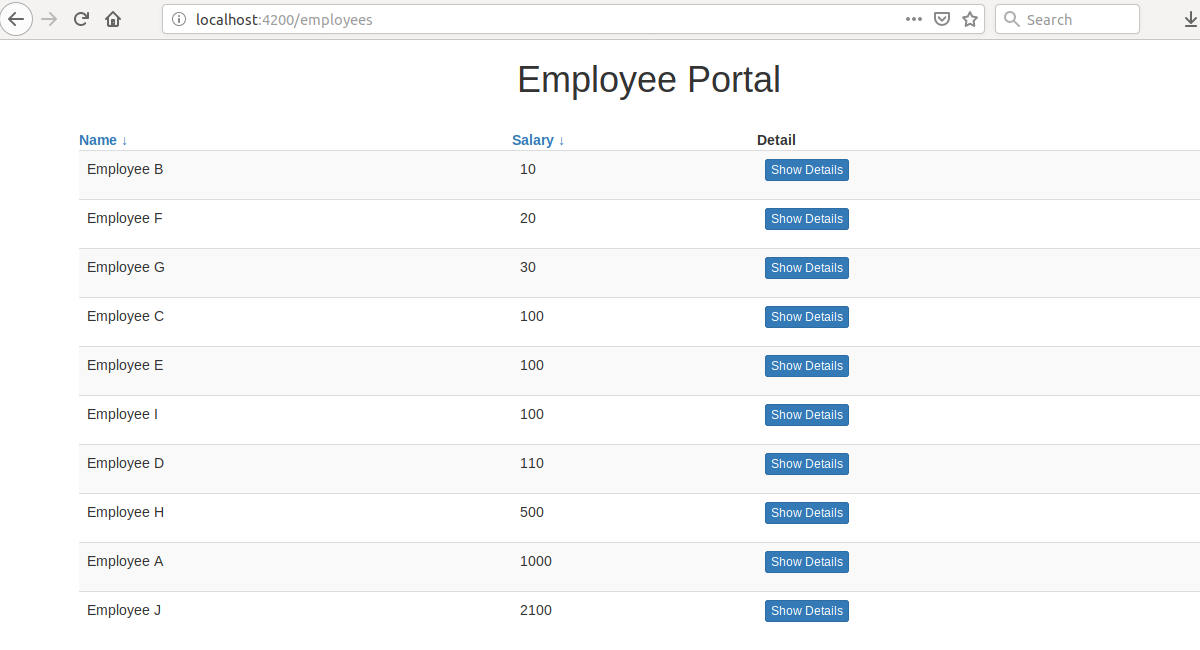 localhost:4200/employees
Search
Employee Portal
Name ↓ Salary ↓ Detail
Employee B 10 Show Details
Employee F 20 Show Details
Employee G 30 Show Details
Employee C 100 Show Details
Employee E 100 Show Details
Employee I 100 Show Details
Employee D 110 Show Details
Employee H 500 Show Details
Employee A 1000 Show Details
Employee J 2100 Show Details